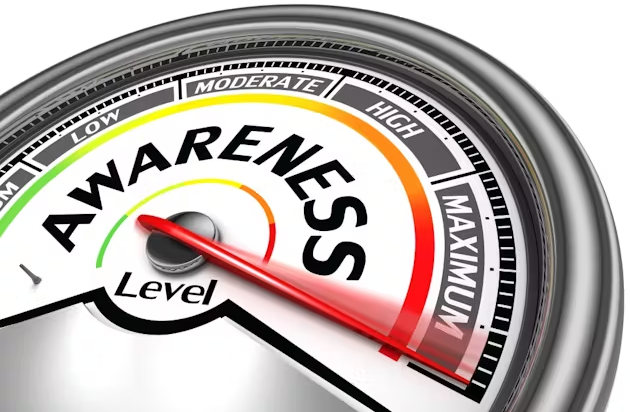 LOW
MODERATE
HIGH
MAXIMUM
AWARENESS
Level